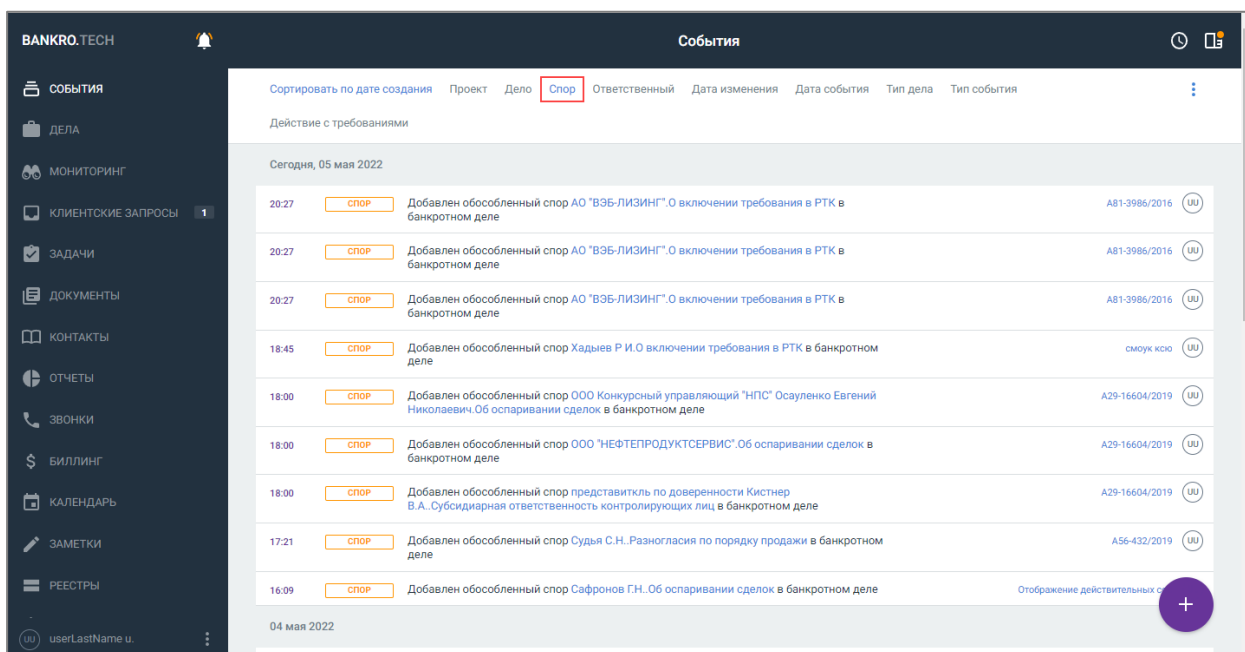 BANKRO.TECH
События
СОБЫТИЯ
ДЕЛА
МОНИТОРИНГ
КЛИЕНТСКИЕ ЗАПРОСЫ 1
ЗАДАЧИ
ДОКУМЕНТЫ
КОНТАКТЫ
ОТЧЕТЫ
ЗВОНКИ
БИЛЛИНГ
КАЛЕНДАРЬ
ЗАМЕТКИ
РЕЕСТРЫ
UU userLastName u.
Сортировать по дате создания Проект Дело Спор Ответственный Дата изменения Дата события Тип дела Тип события
Действие с требованиями
Сегодня, 05 мая 2022
20:27 СПОР Добавлен обособленный спор АО "ВЭБ-ЛИЗИНГ".О включении требования в РТК в A81-3986/2016 UU
банкротном деле
20:27 СПОР Добавлен обособленный спор АО "ВЭБ-ЛИЗИНГ".О включении требования в РТК в A81-3986/2016 UU
банкротном деле
20:27 СПОР Добавлен обособленный спор АО "ВЭБ-ЛИЗИНГ".О включении требования в РТК в A81-3986/2016 UU
банкротном деле
18:45 СПОР Добавлен обособленный спор Хадыев Р И.О включении требования в РТК в банкротном смоук ксю UU
деле
18:00 СПОР Добавлен обособленный спор ООО Конкурсный управляющий "НПС" Осауленко Евгений A29-16604/2019 UU
Николаевич.Об оспаривании сделок в банкротном деле
18:00 СПОР Добавлен обособленный спор ООО "НЕФТЕПРОДУКТСЕРВИС".Об оспаривании сделок в A29-16604/2019 UU
банкротном деле
18:00 СПОР Добавлен обособленный спор представиткль по доверенности Кистнер A29-16604/2019 UU
В.А..Субсидиарная ответственность контролирующих лиц в банкротном деле
17:21 СПОР Добавлен обособленный спор Судья С.Н..Разногласия по порядку продажи в банкротном A56-432/2019 UU
деле
16:09 СПОР Добавлен обособленный спор Сафронов Г.Н..Об оспаривании сделок в банкротном деле Отображение действительных
04 мая 2022